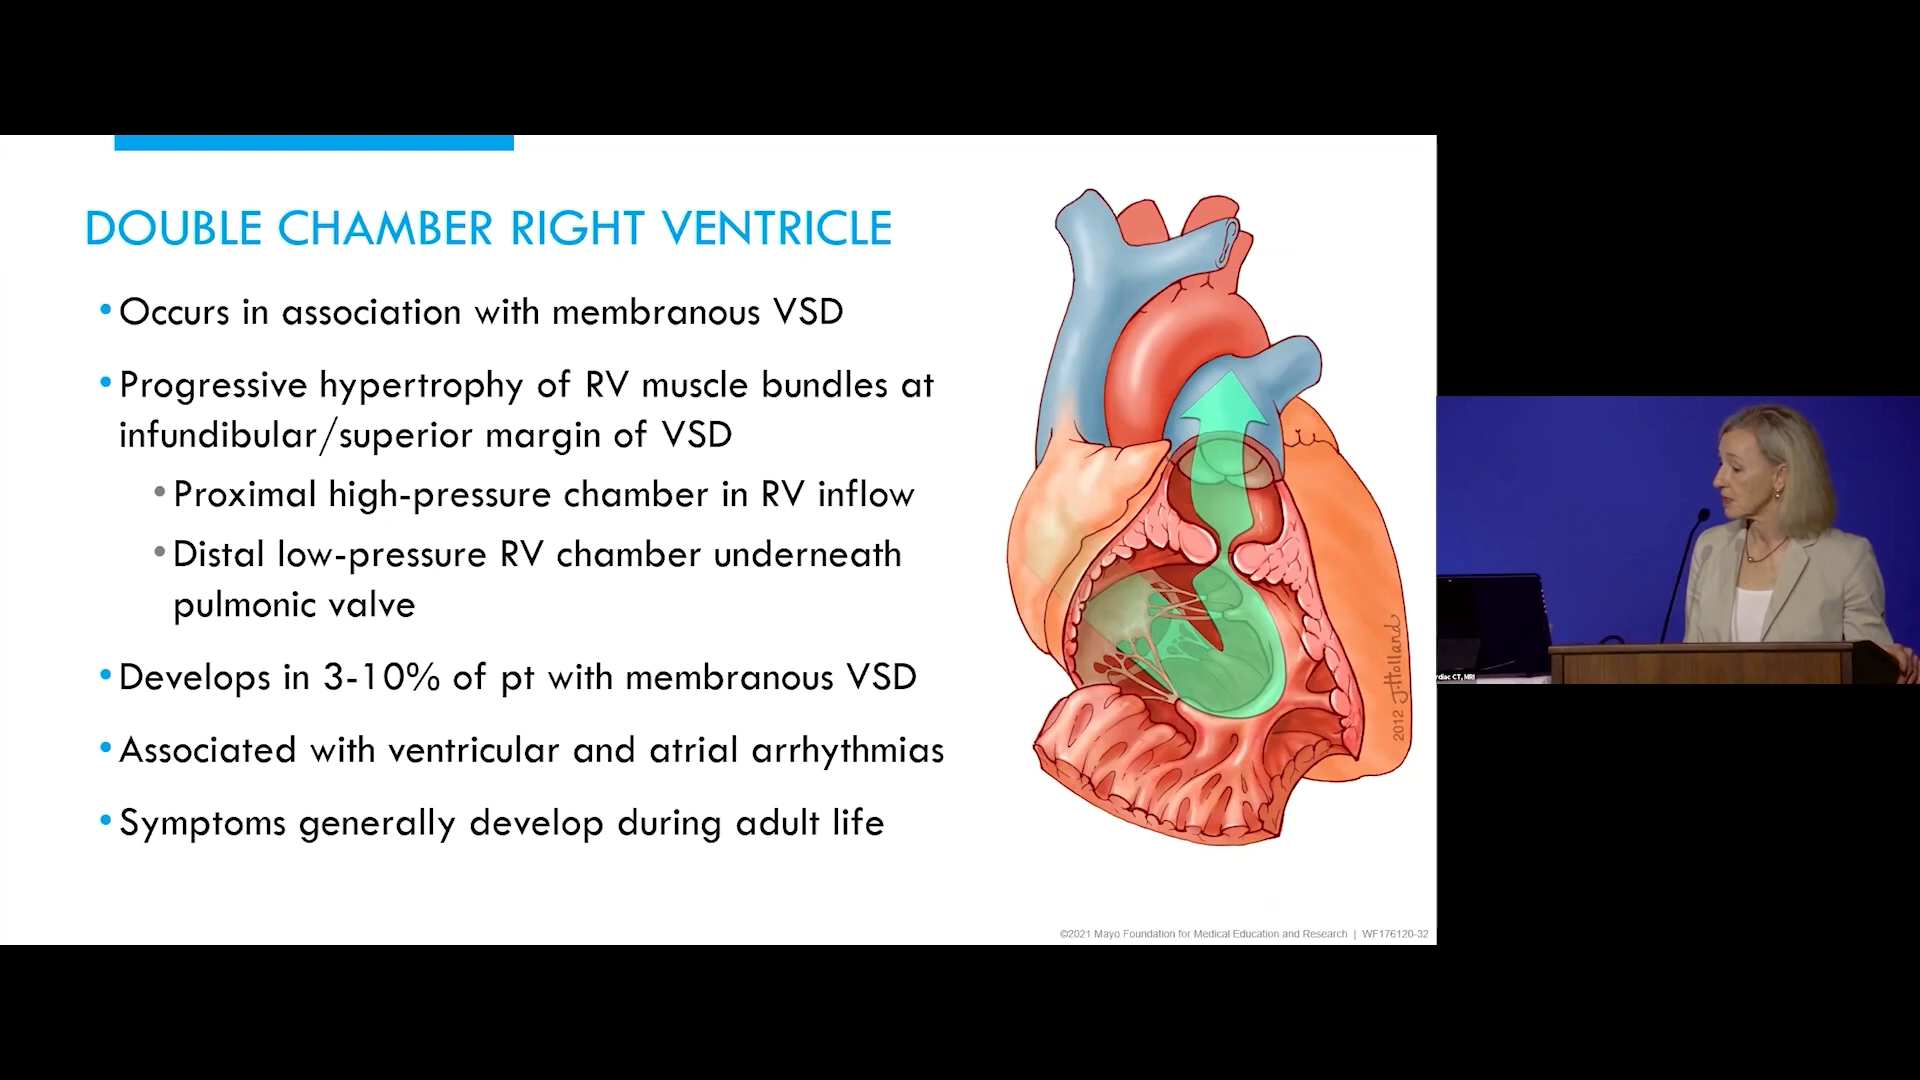 DOUBLE CHAMBER RIGHT VENTRICLE
•Occurs in association with membranous VSD
•Progressive hypertrophy of RV muscle bundles at
infundibular/superior margin of VSD
•Proximal high-pressure chamber in RV inflow
•Distal low-pressure RV chamber underneath
pulmonic valve
•Develops in 3-10% of pt with membranous VSD
•Associated with ventricular and atrial arrhythmias
•Symptoms generally develop during adult life
2012 J.Holland
©2021 Mayo Foundation for Medical Education and Research | WF176120-32
CT, MRI